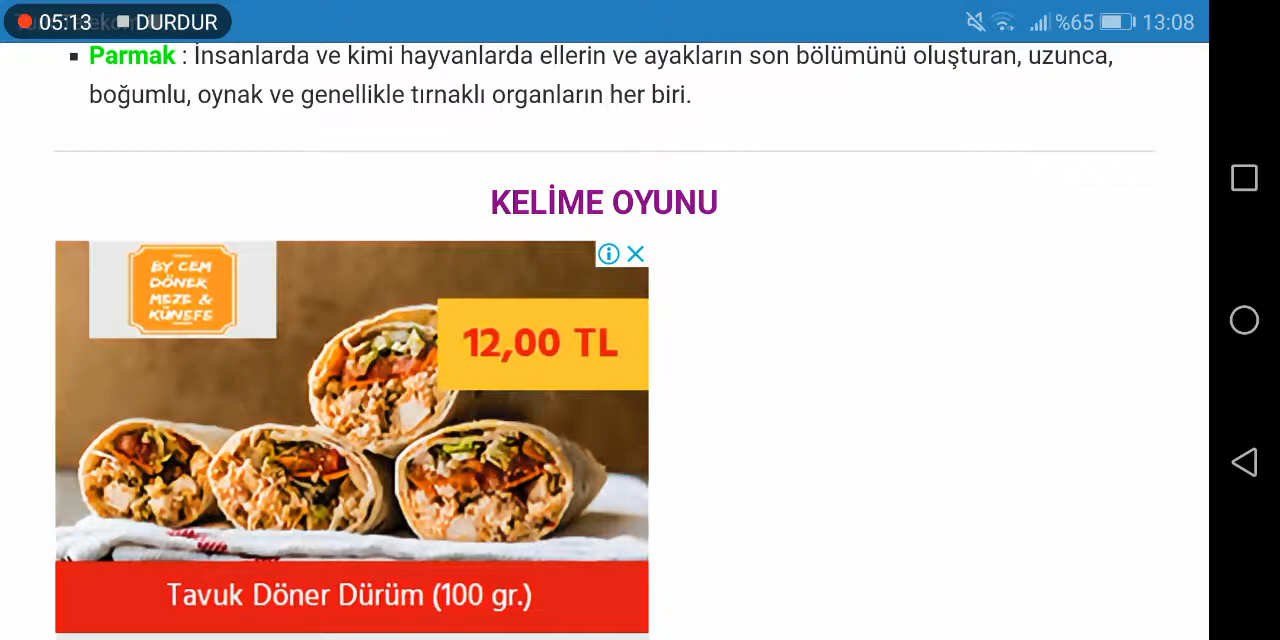 05:13 DURDUR %65 13:08
Parmak : İnsanlarda ve kimi hayvanlarda ellerin ve ayakların son bölümünü oluşturan, uzunca,
boğumlu, oynak ve genellikle tırnaklı organların her biri.
KELİME OYUNU
BY CEM
DÖNER
MEZE &
KÜNEFE
12,00 TL
Tavuk Döner Dürüm (100 gr.)